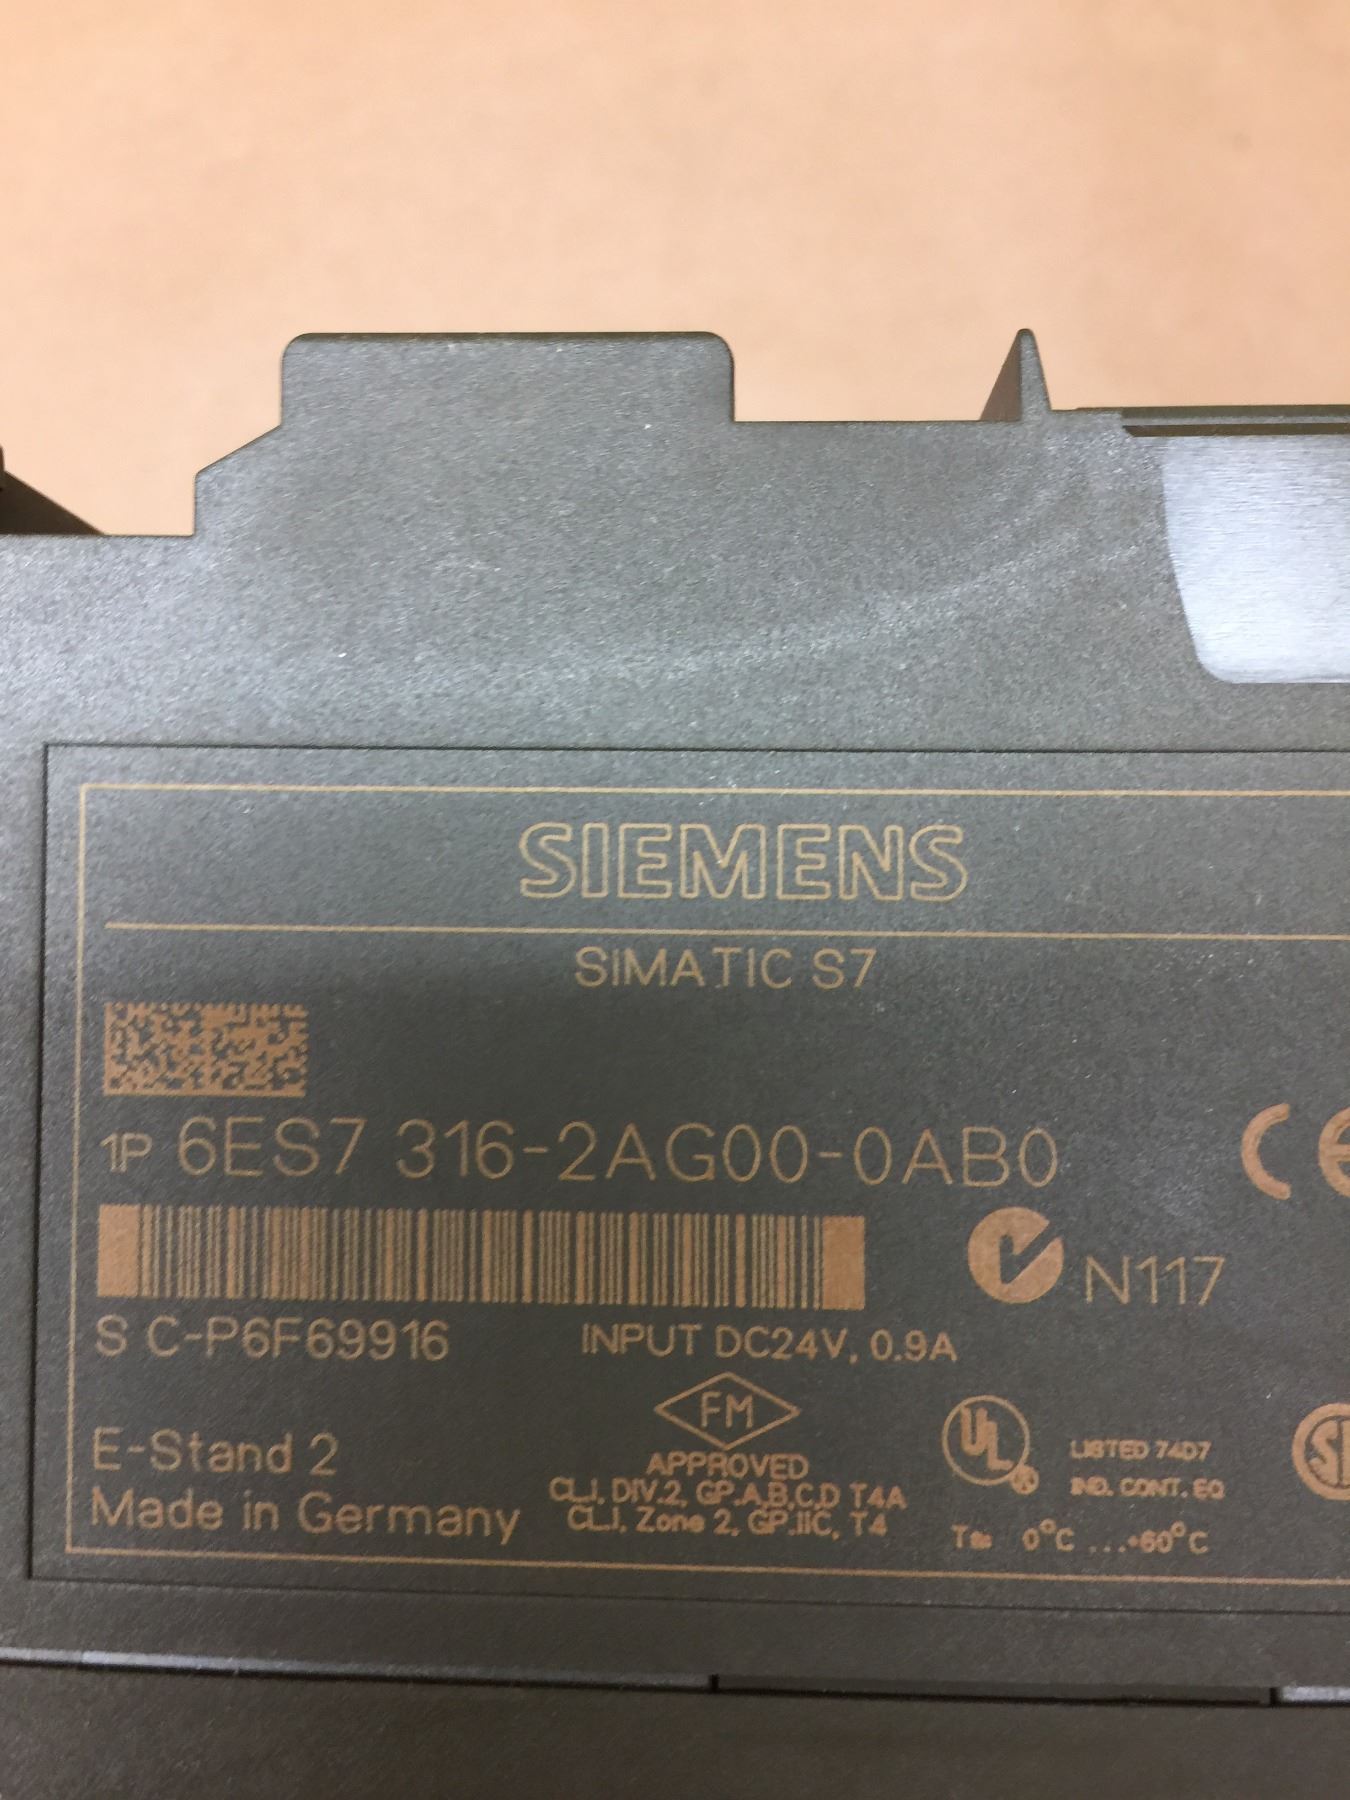 SIEMENS
SIMATIC S7
1P 6ES7 316-2AG00-0AB0
CE
N117
S C-P6F69916
INPUT DC24V, 0.9A
FM
APPROVED
CL.I, DIV.2, GP.A,B,C,D T4A
CL.I, Zone 2, GP.IIC, T4
UL
LISTED 74D7
IND. CONT. EQ
0°C ...+60°C
E-Stand 2
Made in Germany